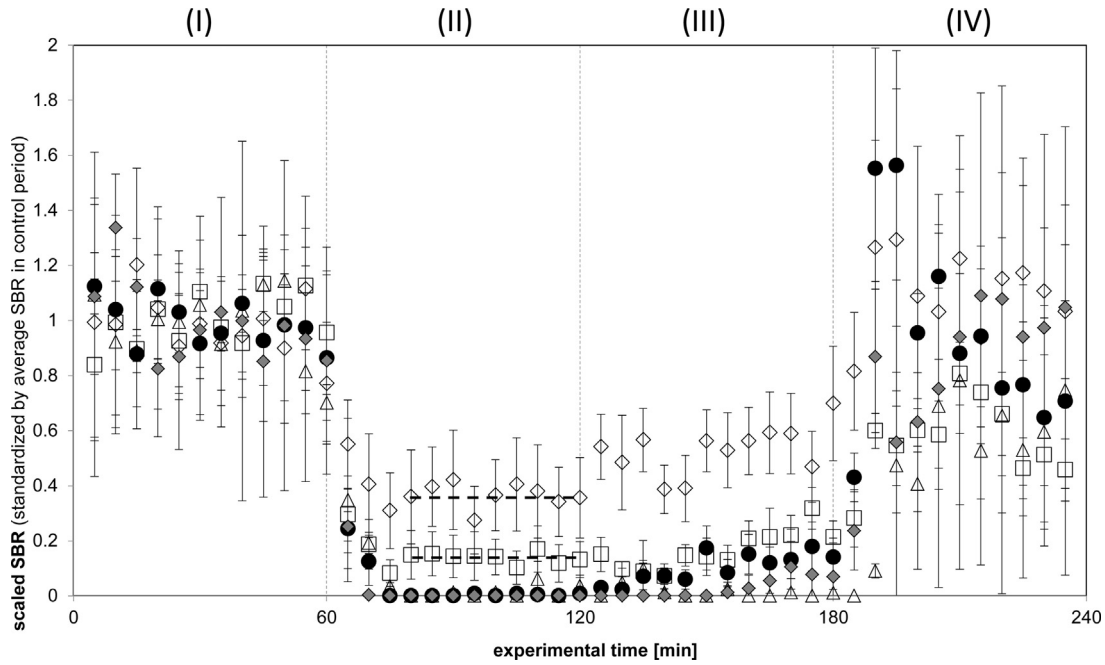 (I) (II) (III) (IV)
2
1.8
1.6
1.4
1.2
1
0.8
0.6
0.4
0.2
0
0 60 120 180 240
scaled SBR (standardized by average SBR in control period)
experimental time [min]